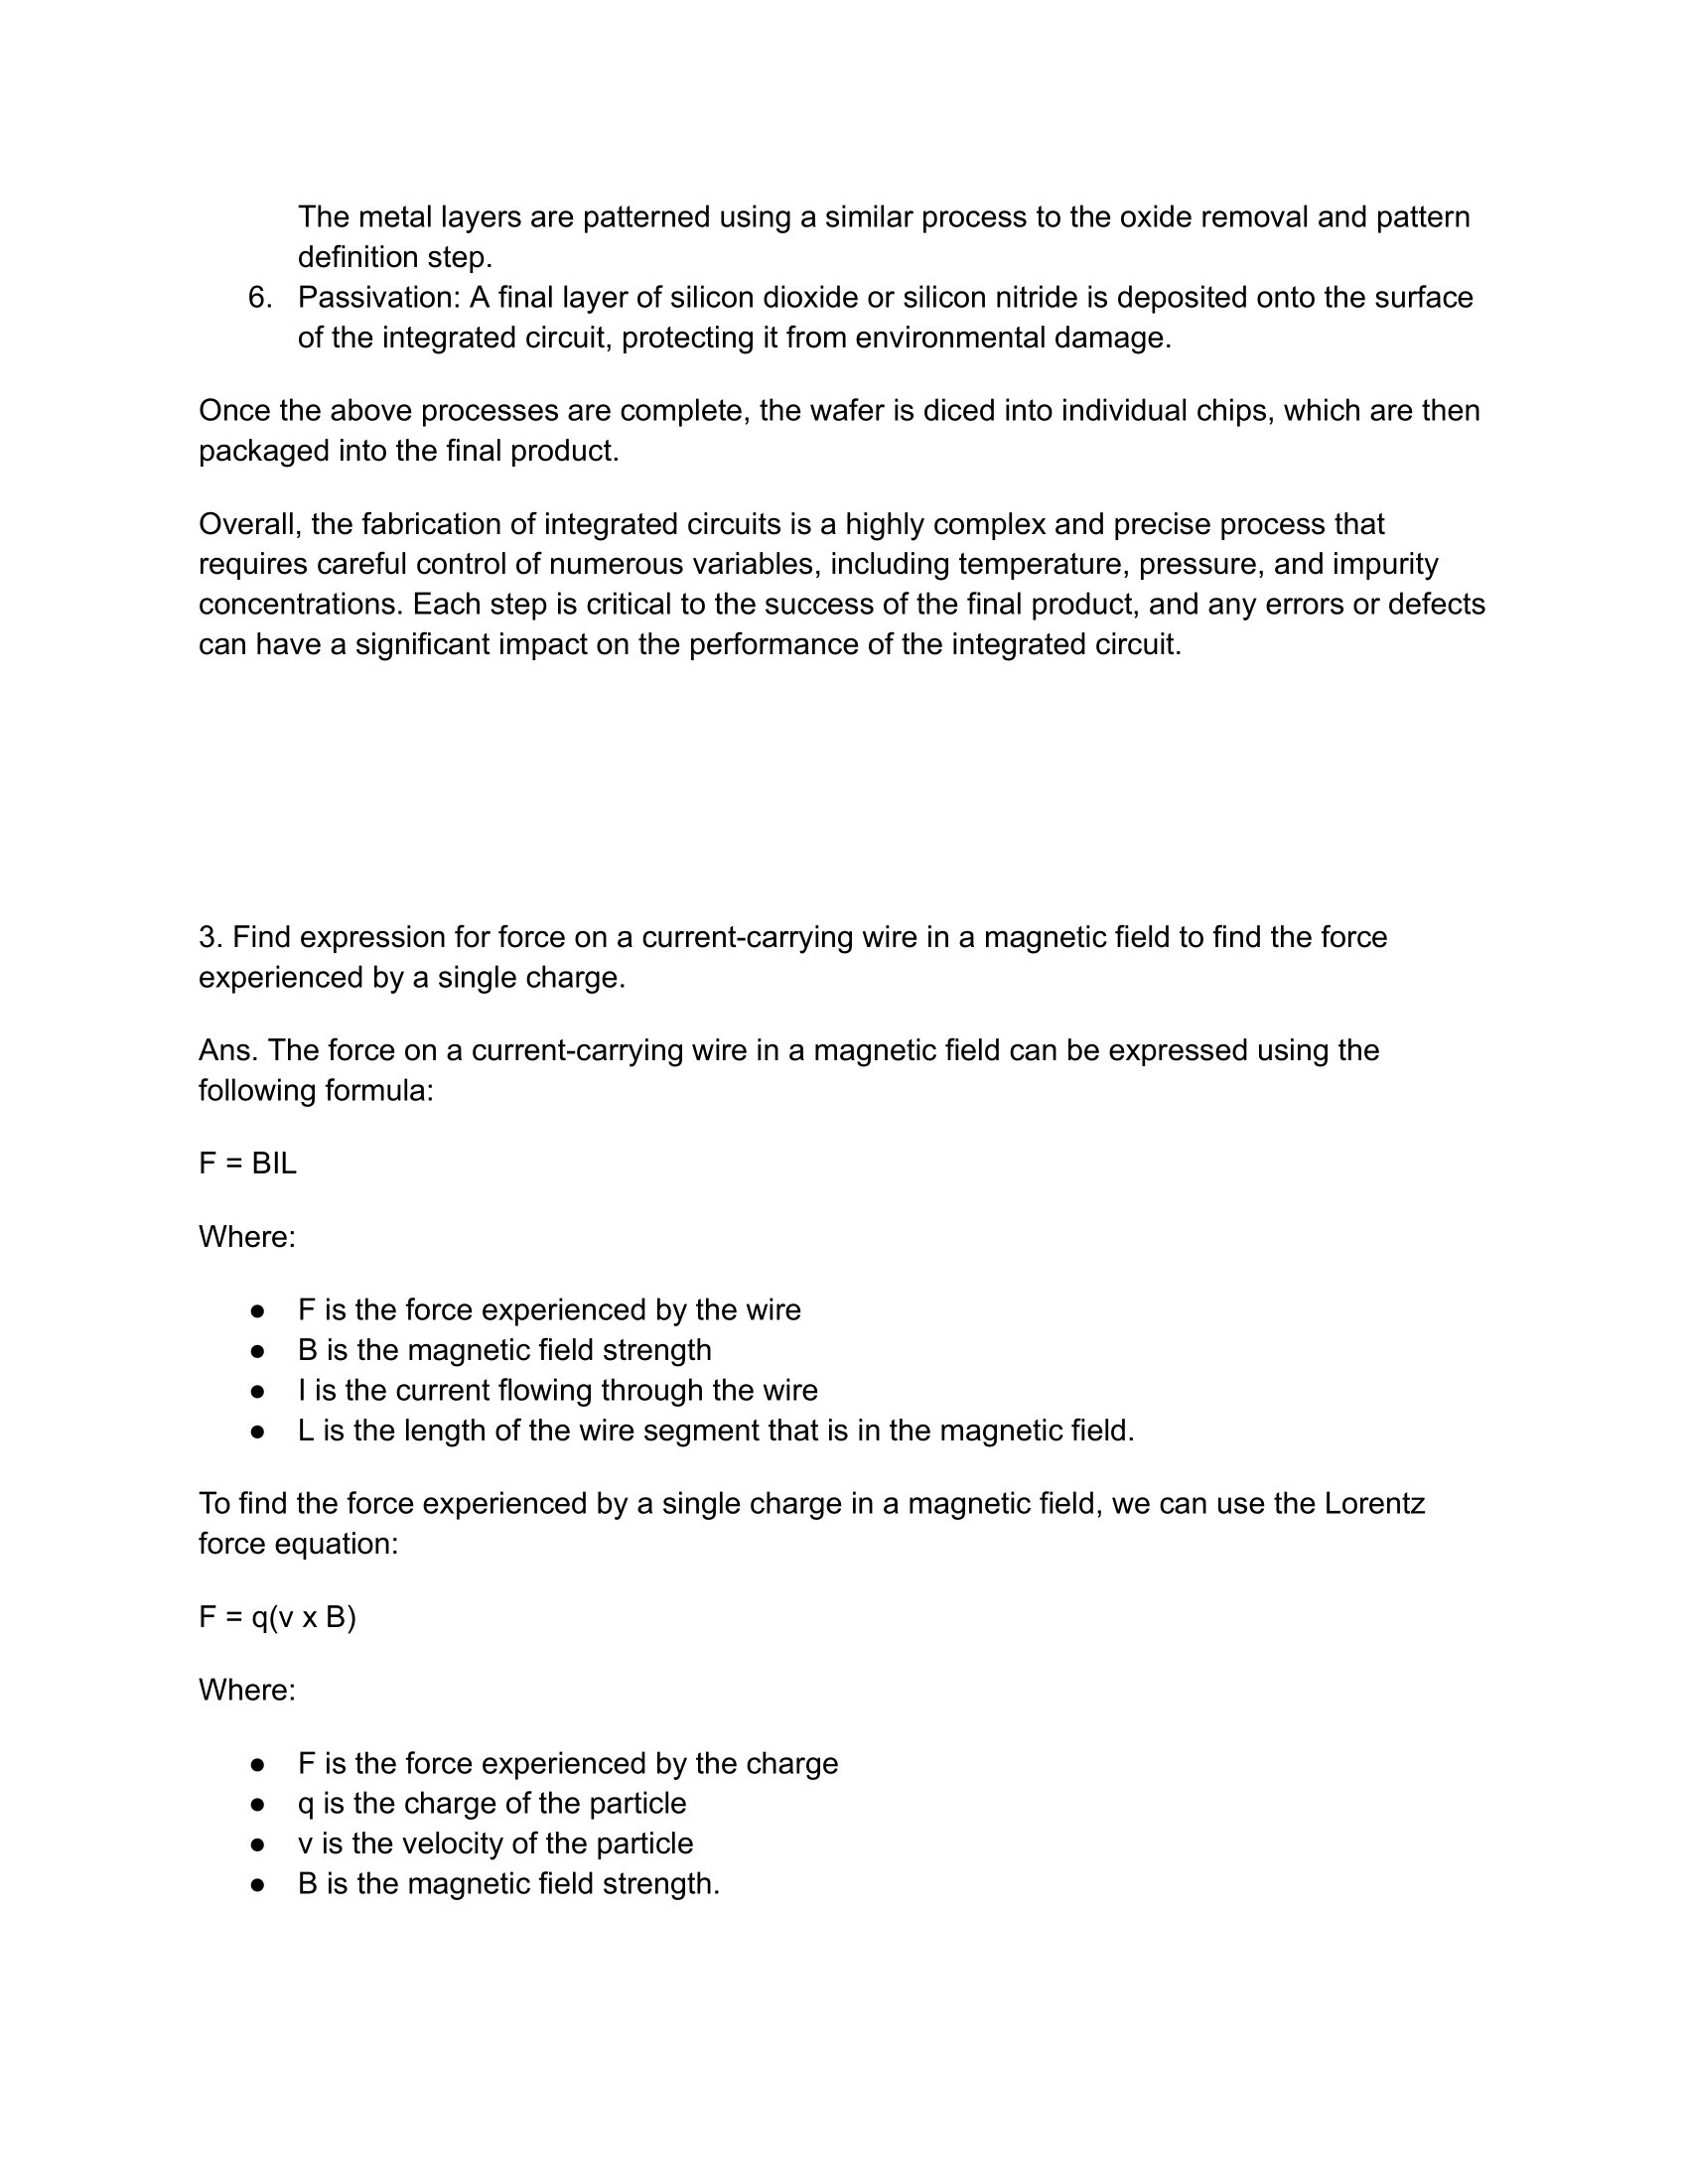 The metal layers are patterned using a similar process to the oxide removal and pattern
definition step.
6. Passivation: A final layer of silicon dioxide or silicon nitride is deposited onto the surface
of the integrated circuit, protecting it from environmental damage.
Once the above processes are complete, the wafer is diced into individual chips, which are then
packaged into the final product.
Overall, the fabrication of integrated circuits is a highly complex and precise process that
requires careful control of numerous variables, including temperature, pressure, and impurity
concentrations. Each step is critical to the success of the final product, and any errors or defects
can have a significant impact on the performance of the integrated circuit.
3. Find expression for force on a current-carrying wire in a magnetic field to find the force
experienced by a single charge.
Ans. The force on a current-carrying wire in a magnetic field can be expressed using the
following formula:
F = BIL
Where:
● F is the force experienced by the wire
● B is the magnetic field strength
● I is the current flowing through the wire
● L is the length of the wire segment that is in the magnetic field.
To find the force experienced by a single charge in a magnetic field, we can use the Lorentz
force equation:
F = q(v x B)
Where:
● F is the force experienced by the charge
● q is the charge of the particle
● v is the velocity of the particle
● B is the magnetic field strength.